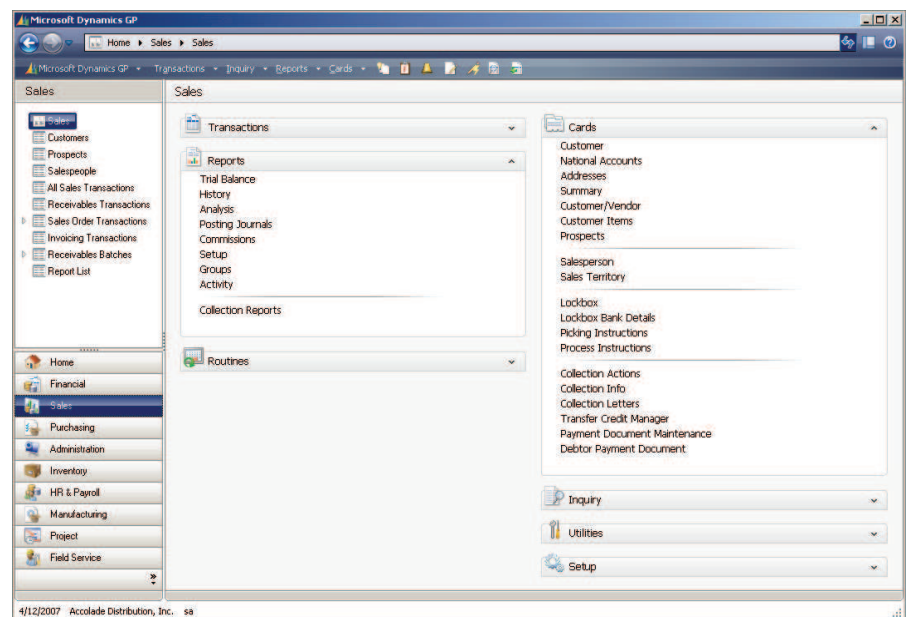 Microsoft Dynamics GP
Home Sales Sales
Microsoft Dynamics GP Transactions Inquiry Reports Cards
Sales
Sales
Customers
Prospects
Salespeople
All Sales Transactions
Receivables Transactions
Sales Order Transactions
Invoicing Transactions
Receivables Batches
Report List
Home
Financial
Sales
Purchasing
Administration
Inventory
HR & Payroll
Manufacturing
Project
Field Service
Sales
Transactions
Reports
Trial Balance
History
Analysis
Posting Journals
Commissions
Setup
Groups
Activity
Collection Reports
Routines
Cards
Customer
National Accounts
Addresses
Summary
Customer/Vendor
Customer Items
Prospects
Salesperson
Sales Territory
Lockbox
Lockbox Bank Details
Picking Instructions
Process Instructions
Collection Actions
Collection Info
Collection Letters
Transfer Credit Manager
Payment Document Maintenance
Debtor Payment Document
Inquiry
Utilities
Setup
4/12/2007 Accolade Distribution, Inc. sa